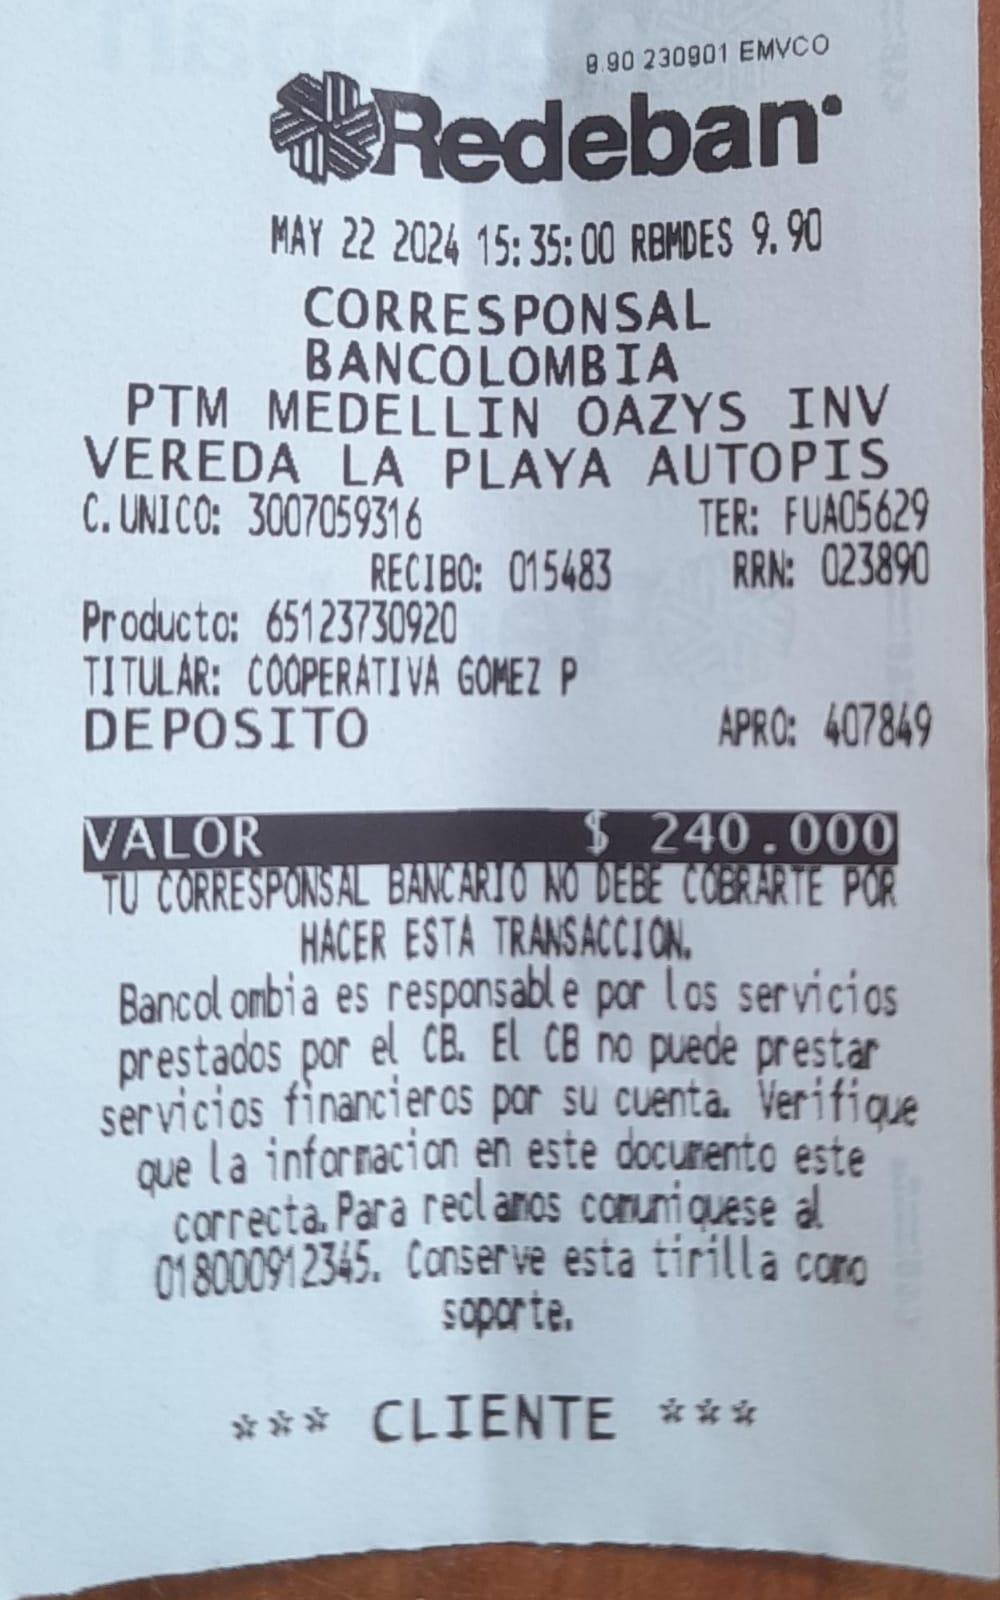 9.90 230901 EMVCO
Redeban
MAY 22 2024 15:35:00 RBMDES 9.90
CORRESPONSAL
BANCOLOMBIA
PTM MEDELLIN OAZYS INV
VEREDA LA PLAYA AUTOPIS
C.UNICO: 3007059316 TER: FUA05629
RECIBO: 015483 RRN: 023890
Producto: 65123730920
TITULAR: COOPERATIVA GOMEZ P
DEPOSITO APRO: 407849
VALOR $ 240.000
TU CORRESPONSAL BANCARIO NO DEBE COBRARTE POR
HACER ESTA TRANSACCION.
Bancolombia es responsable por los servicios
prestados por el CB. El CB no puede prestar
servicios financieros por su cuenta. Verifique
que la informacion en este documento este
correcta. Para reclamos comuniquese al
018000912345. Conserve esta tirilla como
soporte.
*** CLIENTE ***